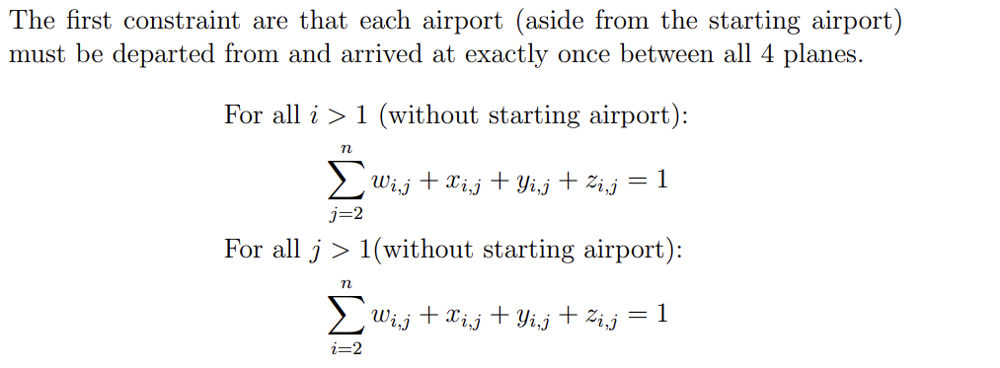 The first constraint are that each airport (aside from the starting airport)
must be departed from and arrived at exactly once between all 4 planes.
For all i > 1 (without starting airport):
\sum_{j=2}^{n} w_{i,j} + x_{i,j} + y_{i,j} + z_{i,j} = 1
For all j > 1(without starting airport):
\sum_{i=2}^{n} w_{i,j} + x_{i,j} + y_{i,j} + z_{i,j} = 1